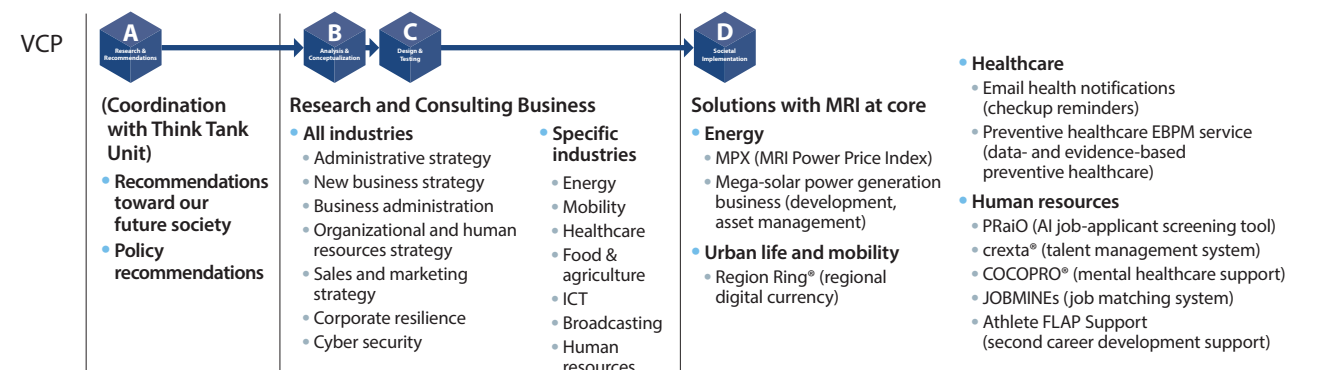 VCP
A
Research &
Recommendations
B
Analysis &
Conceptualization
C
Design &
Testing
D
Societal
Implementation
(Coordination
with Think Tank
Unit)
• Recommendations
toward our
future society
• Policy
recommendations
Research and Consulting Business
• All industries
• Administrative strategy
• New business strategy
• Business administration
• Organizational and human
resources strategy
• Sales and marketing
strategy
• Corporate resilience
• Cyber security
• Specific
industries
• Energy
• Mobility
• Healthcare
• Food &
agriculture
• ICT
• Broadcasting
• Human
resources
Solutions with MRI at core
• Energy
• MPX (MRI Power Price Index)
• Mega-solar power generation
business (development,
asset management)
• Urban life and mobility
• Region Ring® (regional
digital currency)
• Healthcare
• Email health notifications
(checkup reminders)
• Preventive healthcare EBPM service
(data- and evidence-based
preventive healthcare)
• Human resources
• PRaiO (AI job-applicant screening tool)
• crexta® (talent management system)
• COCOPRO® (mental healthcare support)
• JOBMINEs (job matching system)
• Athlete FLAP Support
(second career development support)